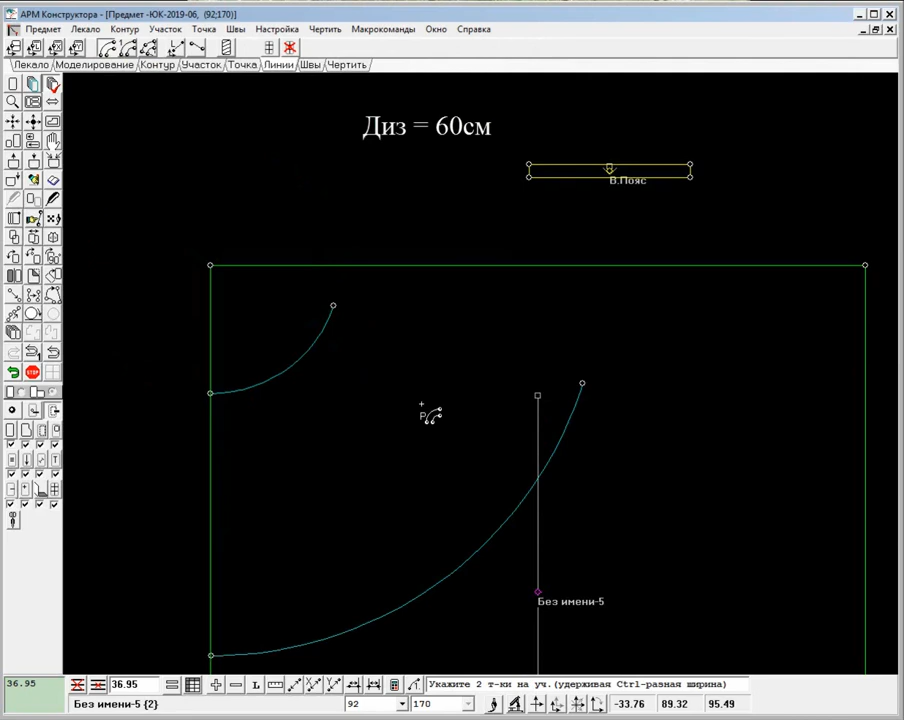 АРМ Конструктора - [Предмет -ЮК-2019-06, (92;170)]
Предмет Лекало Контур Участок Точка Швы Настройка Чертить Макрокоманды Окно Справка
Лекало Моделирование Контур Участок Точка Линии Швы Чертить
Диз = 60см
В.Пояс
Р
Без имени-5
36.95 36.95 Укажите 2 т-ки на уч.(удерживая Ctrl-разная ширина)
Без имени-5 {2} 92 170 -33.76 89.32 95.49